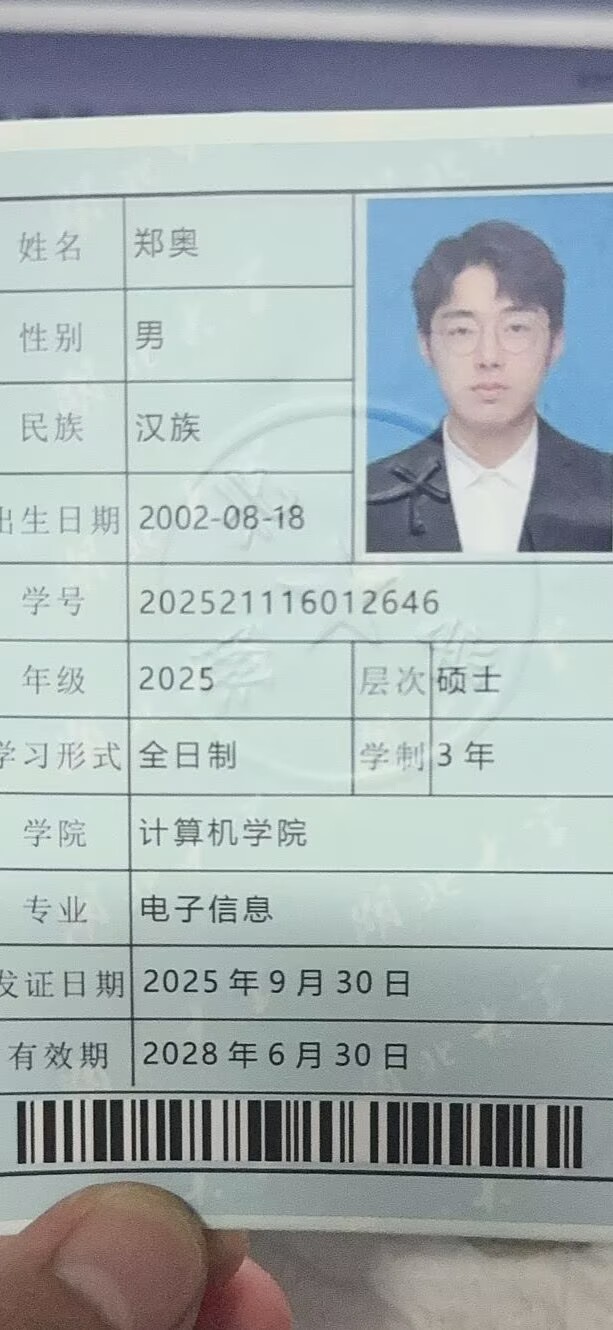 姓名 郑奥
性别 男
民族 汉族
出生日期 2002-08-18
学号 202521116012646
年级 2025 层次 硕士
学习形式 全日制 学制 3 年
学院 计算机学院
专业 电子信息
发证日期 2025 年 9 月 30 日
有效期 2028 年 6 月 30 日